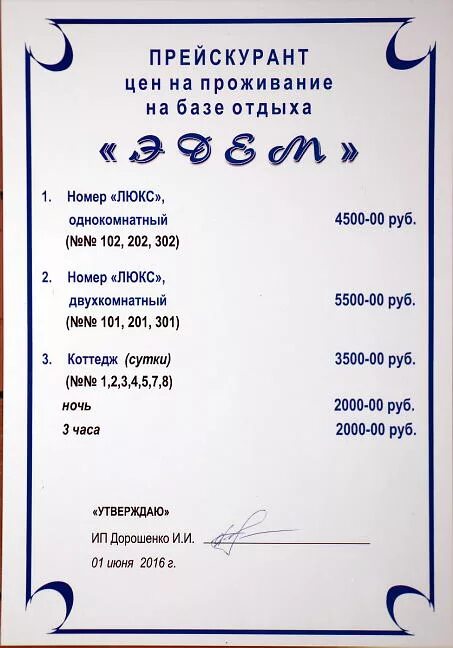 ПРЕЙСКУРАНТ
цен на проживание
на базе отдыха
«ЭДЕМ»
1. Номер «ЛЮКС»,
однокомнатный 4500-00 руб.
(№№ 102, 202, 302)
2. Номер «ЛЮКС»,
двухкомнатный 5500-00 руб.
(№№ 101, 201, 301)
3. Коттедж (сутки) 3500-00 руб.
(№№ 1,2,3,4,5,7,8)
ночь 2000-00 руб.
3 часа 2000-00 руб.
«УТВЕРЖДАЮ»
ИП Дорошенко И.И.
01 июня 2016 г.